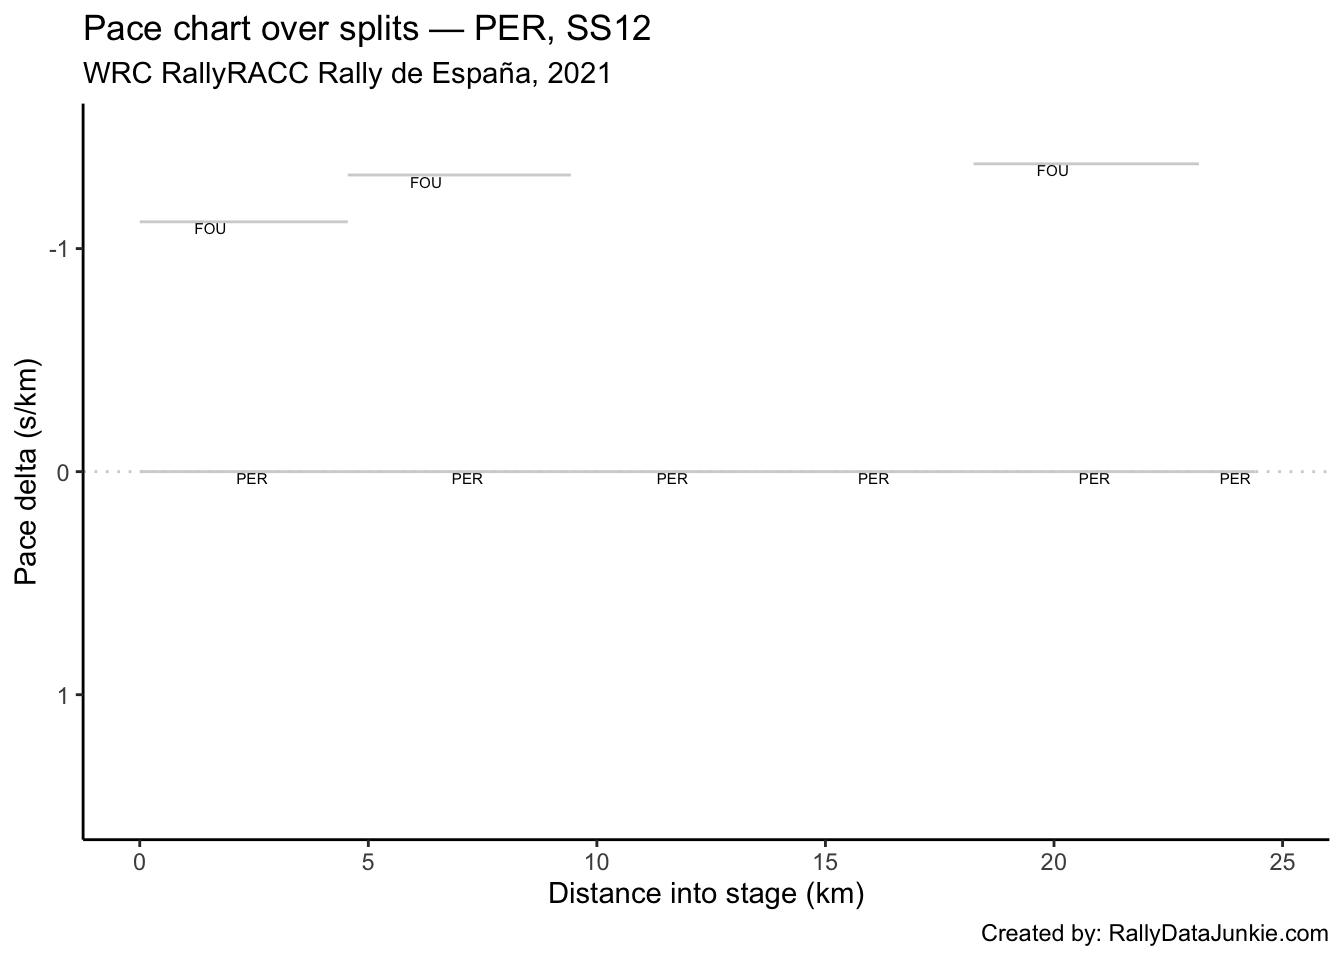 Pace chart over splits — PER, SS12
WRC RallyRACC Rally de España, 2021
FOU
FOU
FOU
-1
Pace delta (s/km)
0
PER PER PER PER PER PER
1
0 5 10 15 20 25
Distance into stage (km)
Created by: RallyDataJunkie.com